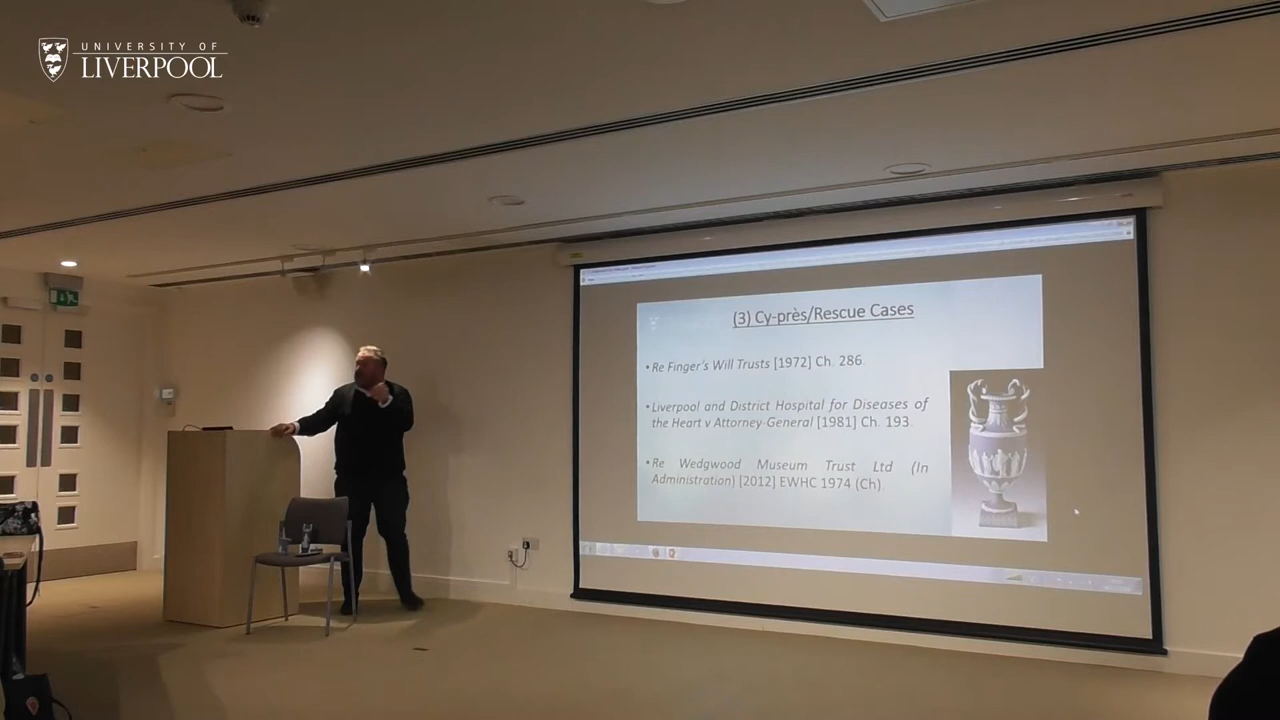 UNIVERSITY OF
LIVERPOOL
(3) Cy-près/Rescue Cases
• Re Finger's Will Trusts [1972] Ch. 286.
• Liverpool and District Hospital for Diseases of
the Heart v Attorney-General [1981] Ch. 193.
• Re Wedgwood Museum Trust Ltd (In
Administration) [2012] EWHC 1974 (Ch).